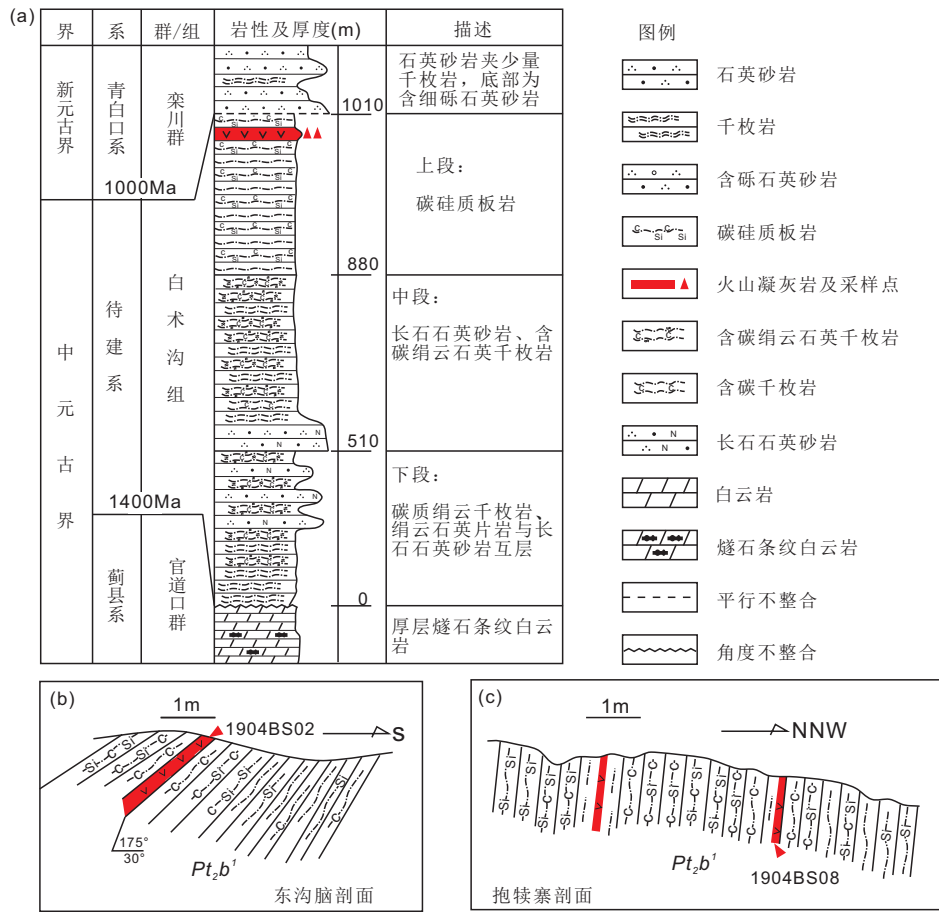 (a)
界 系 群/组 岩性及厚度(m) 描述
新元古界
青白口系
栾川群
石英砂岩夹少量
千枚岩，底部为
含细砾石英砂岩
1010
1000Ma
上段：
碳硅质板岩
880
中元古界
待建系
白术沟组
中段：
长石石英砂岩、含
碳绢云石英千枚岩
510
1400Ma
下段：
碳质绢云千枚岩、
绢云石英片岩与长
石石英砂岩互层
0
蓟县系
官道口群
厚层燧石条纹白云
岩
图例
石英砂岩
千枚岩
含砾石英砂岩
碳硅质板岩
火山凝灰岩及采样点
含碳绢云石英千枚岩
含碳千枚岩
长石石英砂岩
白云岩
燧石条纹白云岩
平行不整合
角度不整合
(b)
1m
1904BS02
S
175°
30°
Pt₂b¹
东沟脑剖面
(c)
1m
NNW
Pt₂b¹
1904BS08
抱犊寨剖面